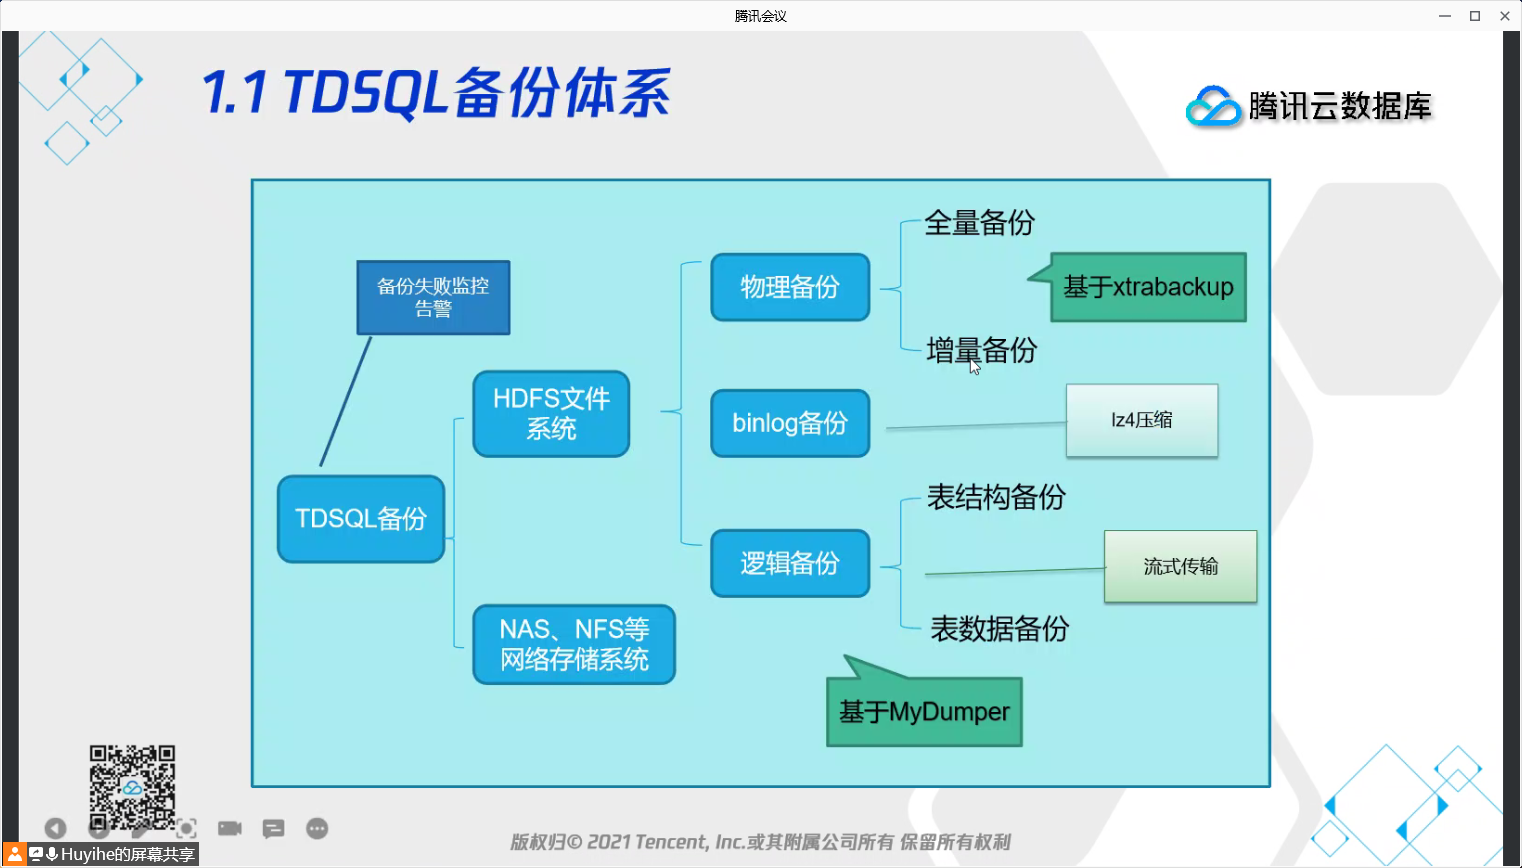 腾讯会议
1.1 TDSQL备份体系
腾讯云数据库
全量备份
备份失败监控
告警
物理备份
基于xtrabackup
增量备份
HDFS文件
系统
binlog备份
lz4压缩
TDSQL备份
表结构备份
逻辑备份
流式传输
NAS、NFS等
网络存储系统
表数据备份
基于MyDumper
版权归© 2021 Tencent, Inc.或其附属公司所有 保留所有权利
Huyihe的屏幕共享